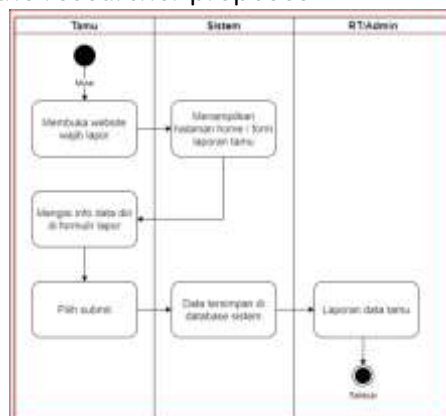 Tamu
Sistem
RT/Admin
Mulai
Membuka website
wajib lapor
Menampilkan
halaman home / form
laporan tamu
Mengisi info data diri
di formulir lapor
Pilih submit
Data tersimpan di
database sistem
Laporan data tamu
Selesai